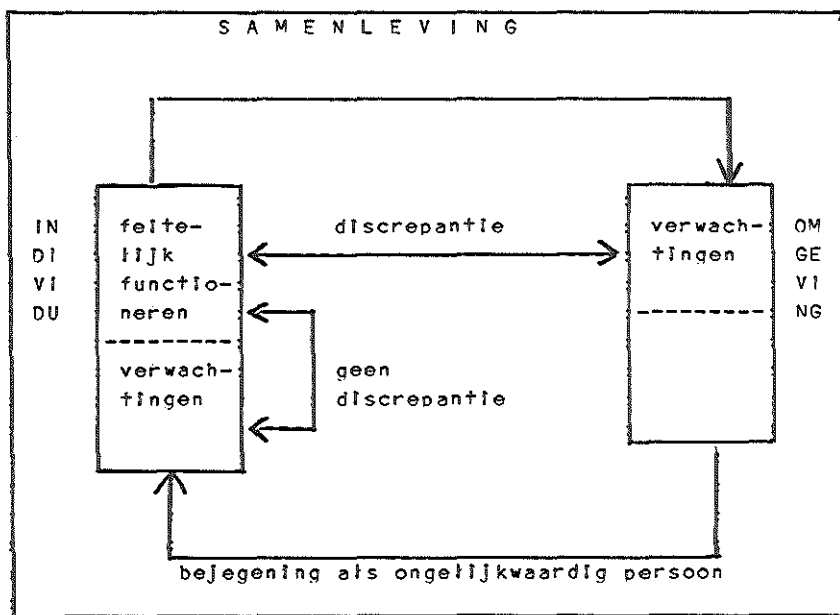 S A M E N L E V I N G
IN
DI
VI
DU
feite-
lijk
functio-
neren
verwach-
tingen
discrepantie
geen
discrepantie
verwach-
tingen
OM
GE
VI
NG
bejegening als ongelijkwaardig persoon